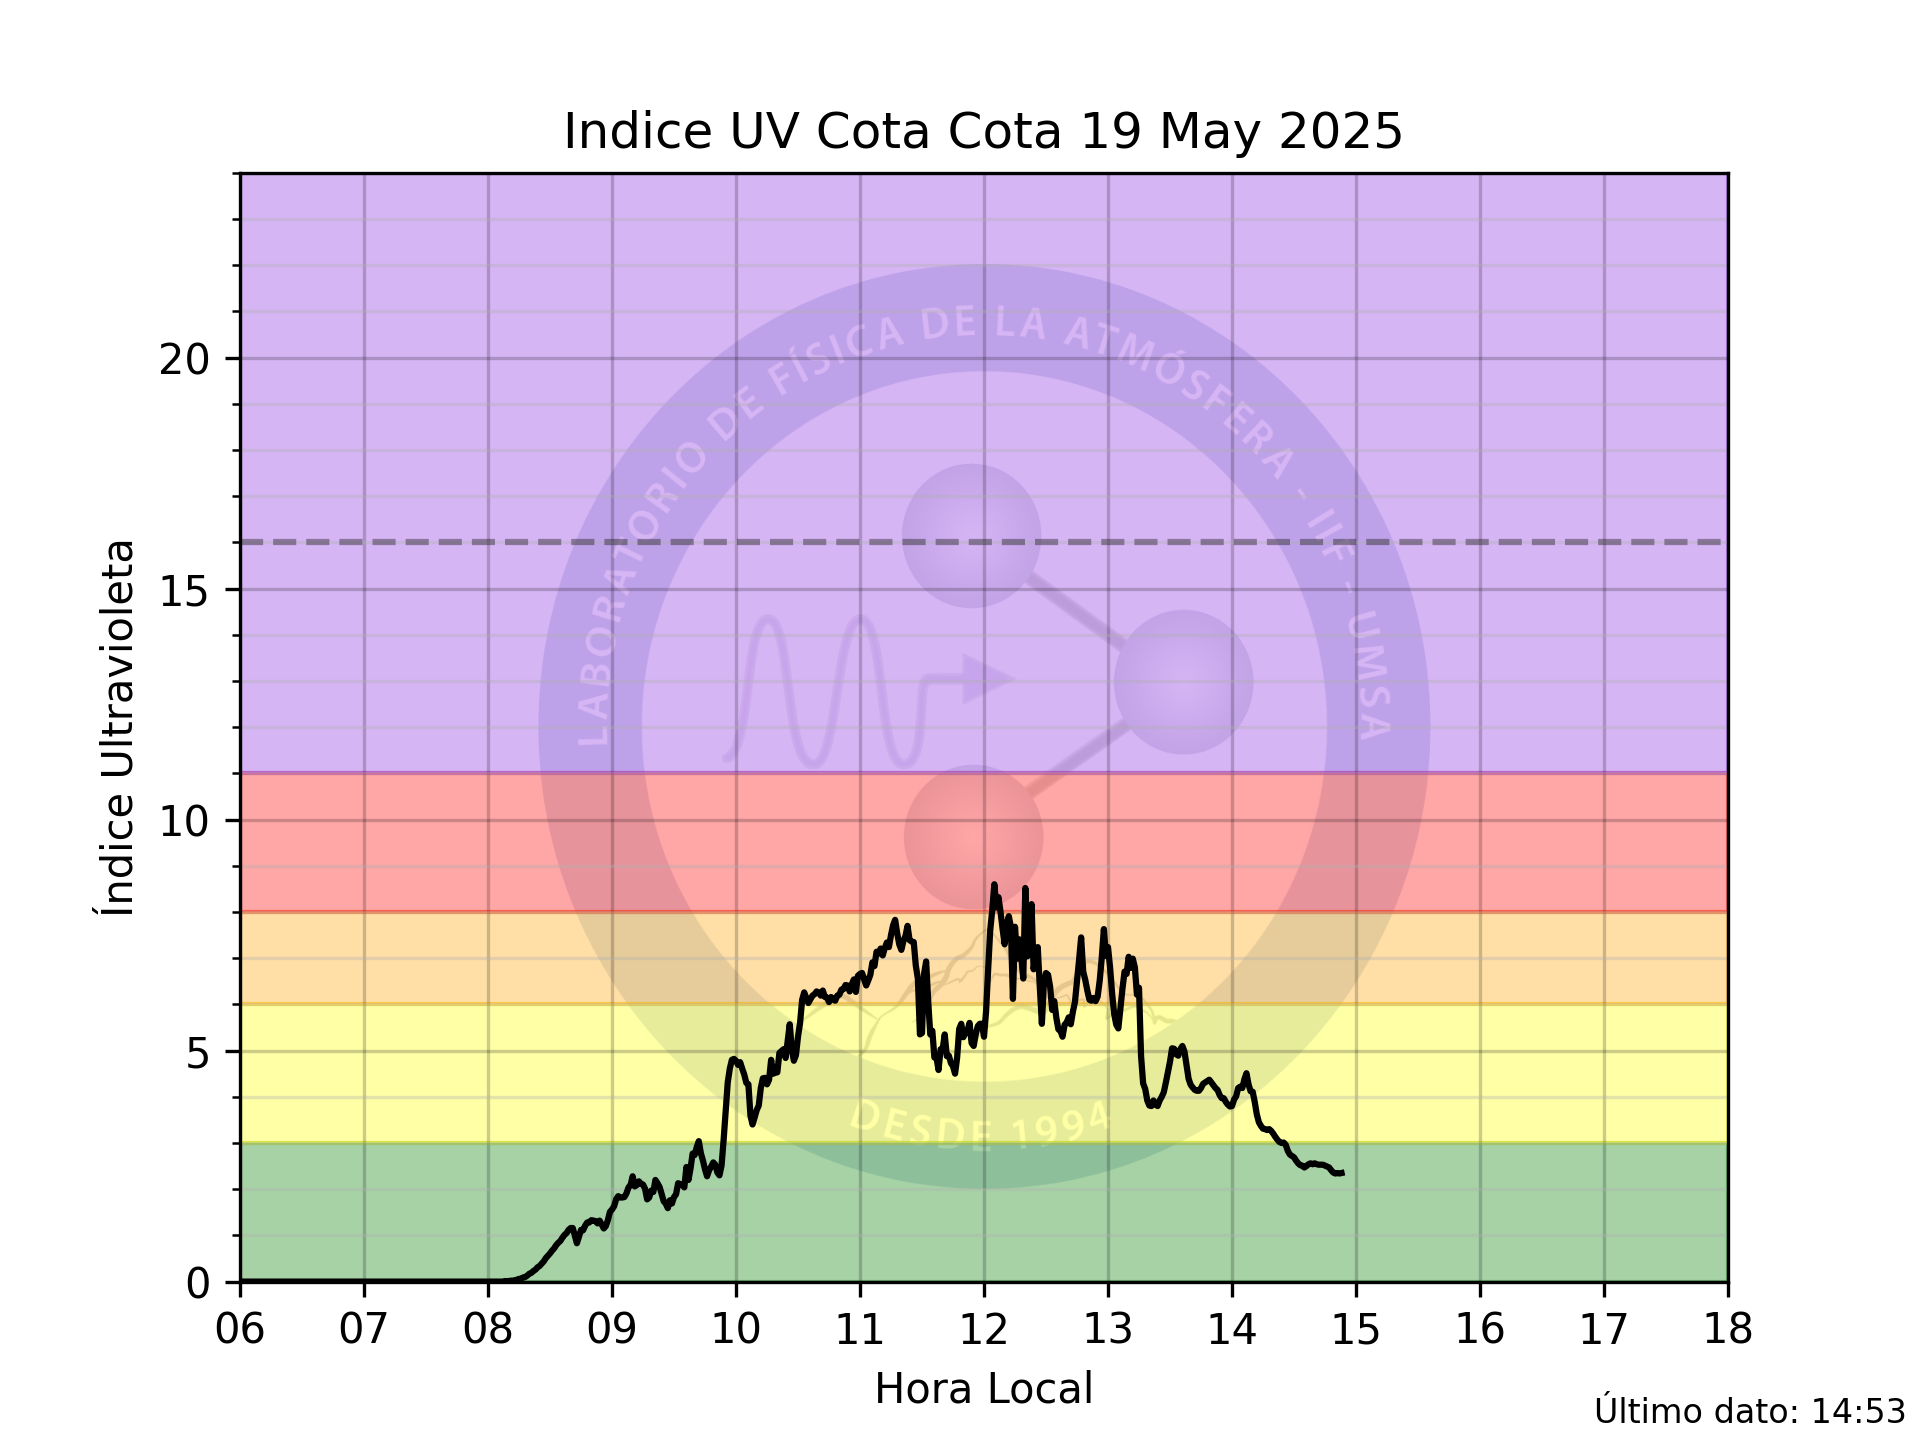 Indice UV Cota Cota 19 May 2025
Índice Ultravioleta
20
15
10
5
0
LABORATORIO DE FÍSICA DE LA ATMÓSFERA - IIF - UMSA
DESDE 1994
06 07 08 09 10 11 12 13 14 15 16 17 18
Hora Local
Último dato: 14:53